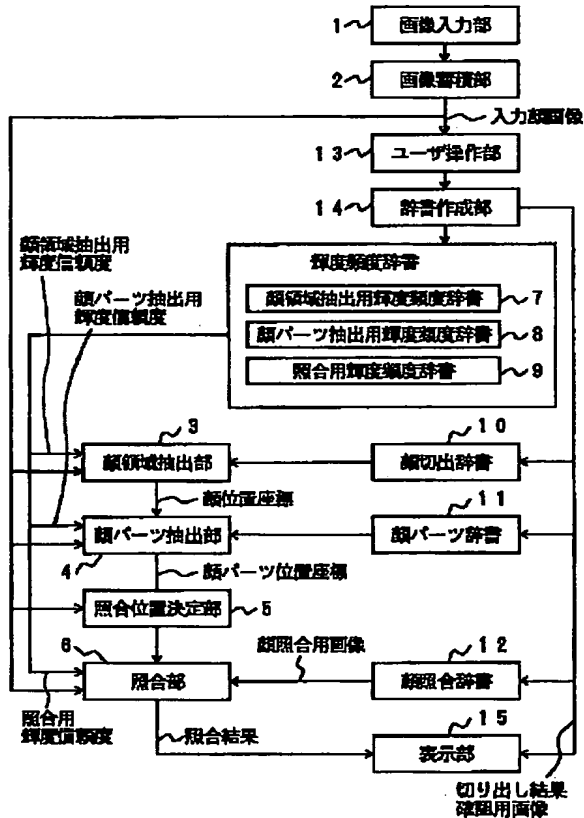 1 画像入力部
2 画像蓄積部
入力顔画像
13 ユーザ操作部
14 辞書作成部
顔領域抽出用
輝度信頼度
顔パーツ抽出用
輝度信頼度
輝度頻度辞書
顔領域抽出用輝度頻度辞書 7
顔パーツ抽出用輝度頻度辞書 8
照合用輝度頻度辞書 9
3
顔領域抽出部
10
顔切出辞書
顔位置座標
顔パーツ抽出部
4
11
顔パーツ辞書
顔パーツ位置座標
照合位置決定部 5
6
照合部
顔照合用画像
12
顔照合辞書
照合用
輝度信頼度
照合結果
15
表示部
切り出し結果
確認用画像